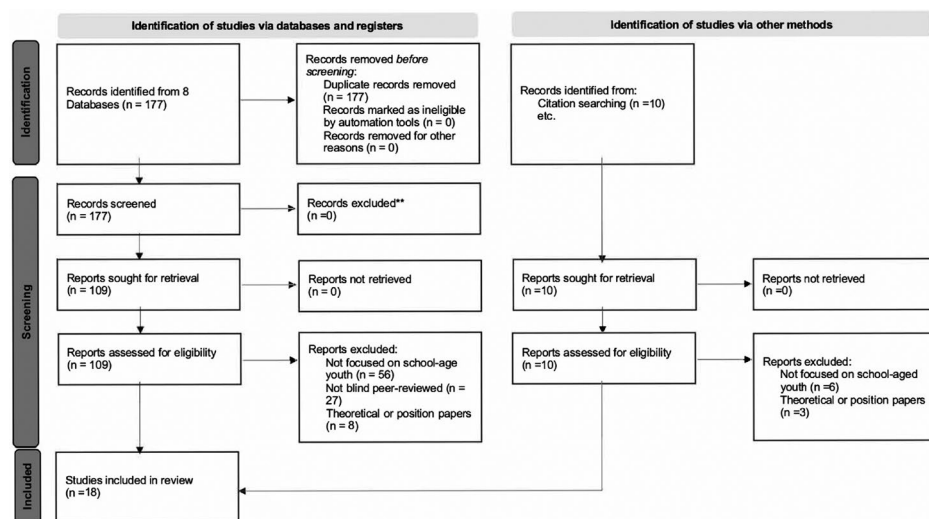 Identification of studies via databases and registers
Identification of studies via other methods
Identification
Records identified from 8
Databases (n = 177)
Records removed before
screening:
Duplicate records removed
(n = 177)
Records marked as ineligible
by automation tools (n = 0)
Records removed for other
reasons (n = 0)
Records identified from:
Citation searching (n =10)
etc.
Screening
Records screened
(n = 177)
Records excluded**
(n =0)
Reports sought for retrieval
(n = 109)
Reports not retrieved
(n = 0)
Reports sought for retrieval
(n =10)
Reports not retrieved
(n =0)
Reports assessed for eligibility
(n = 109)
Reports excluded:
Not focused on school-age
youth (n = 56)
Not blind peer-reviewed (n =
27)
Theoretical or position papers
(n = 8)
Reports assessed for eligibility
(n =10)
Reports excluded:
Not focused on school-aged
youth (n =6)
Theoretical or position papers
(n =3)
Included
Studies included in review
(n =18)